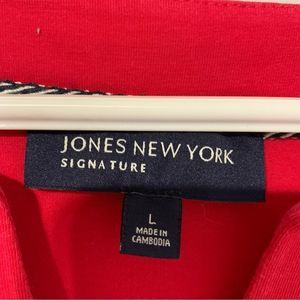 JONES NEW YORK
SIGNATURE
L
MADE IN
CAMBODIA